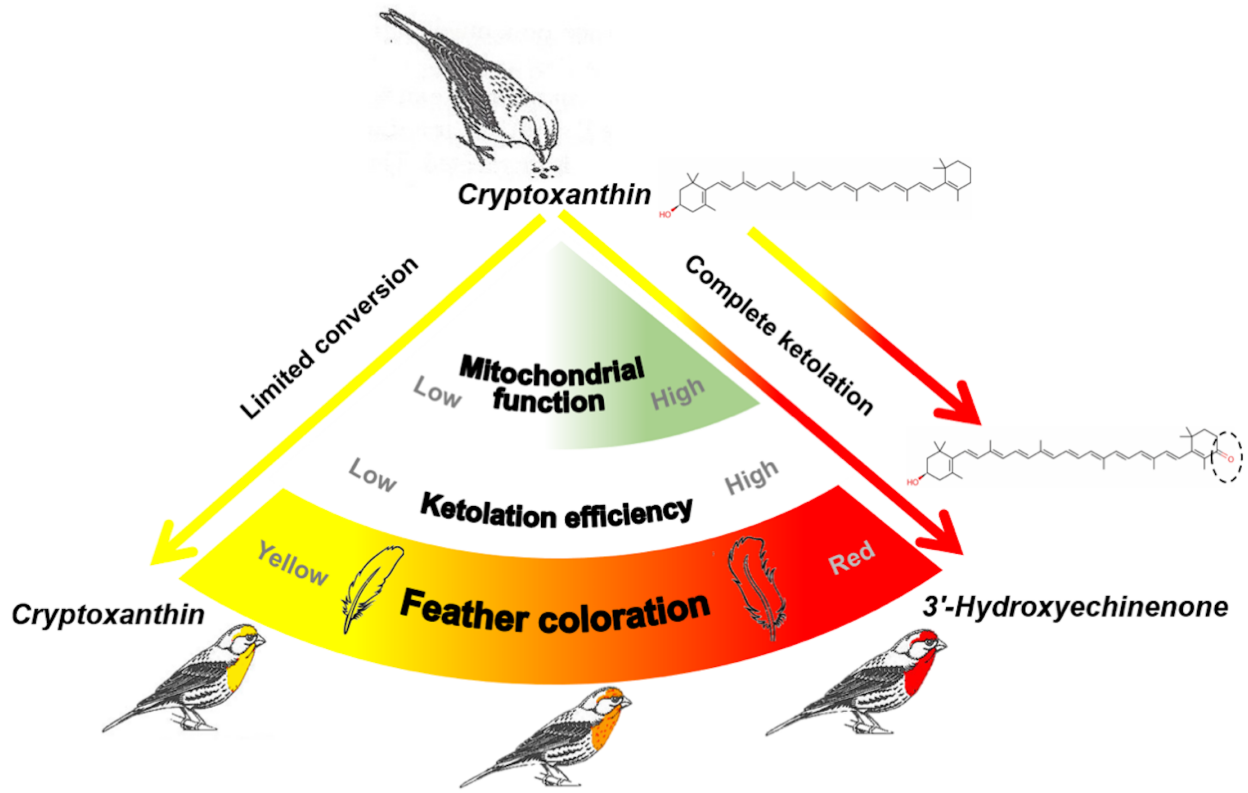 Cryptoxanthin
HO
Limited conversion
Complete ketolation
Mitochondrial
function
Low
High
O
HO
Low
High
Ketolation efficiency
Yellow
Red
Feather coloration
Cryptoxanthin
3'-Hydroxyechinenone